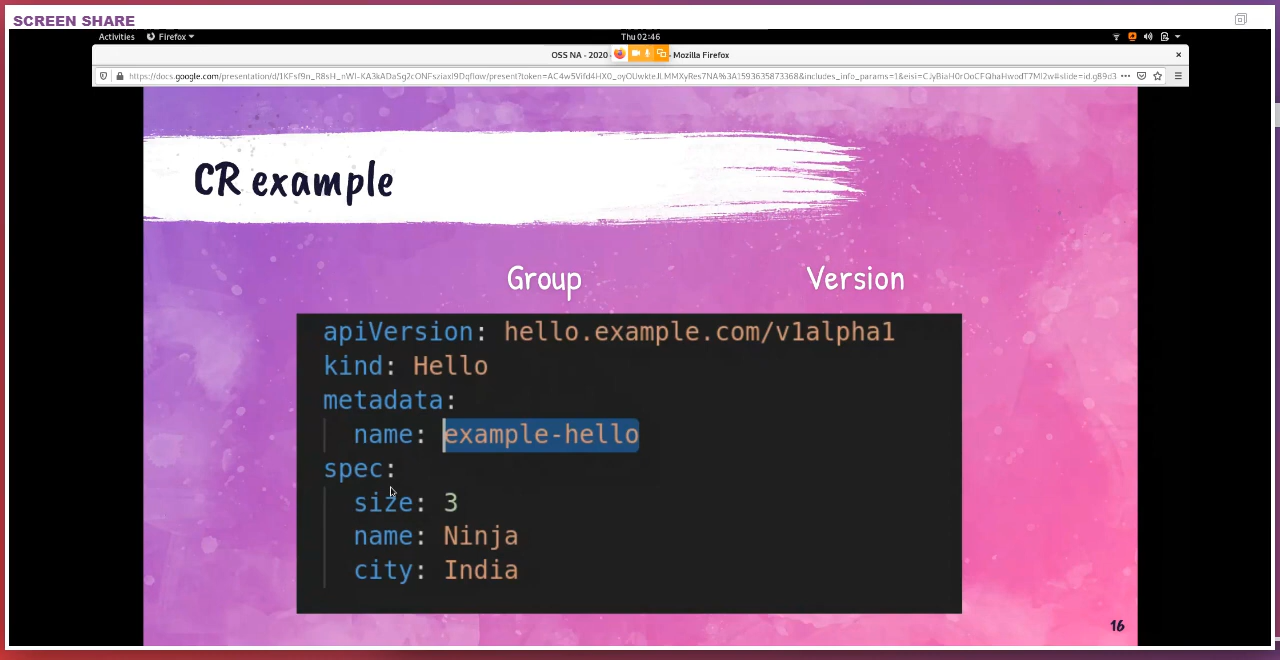 SCREEN SHARE
Activities Firefox Thu 02:46
OSS NA - 2020 - Mozilla Firefox
CR example
Group Version
apiVersion: hello.example.com/v1alpha1
kind: Hello
metadata:
name: example-hello
spec:
size: 3
name: Ninja
city: India
16